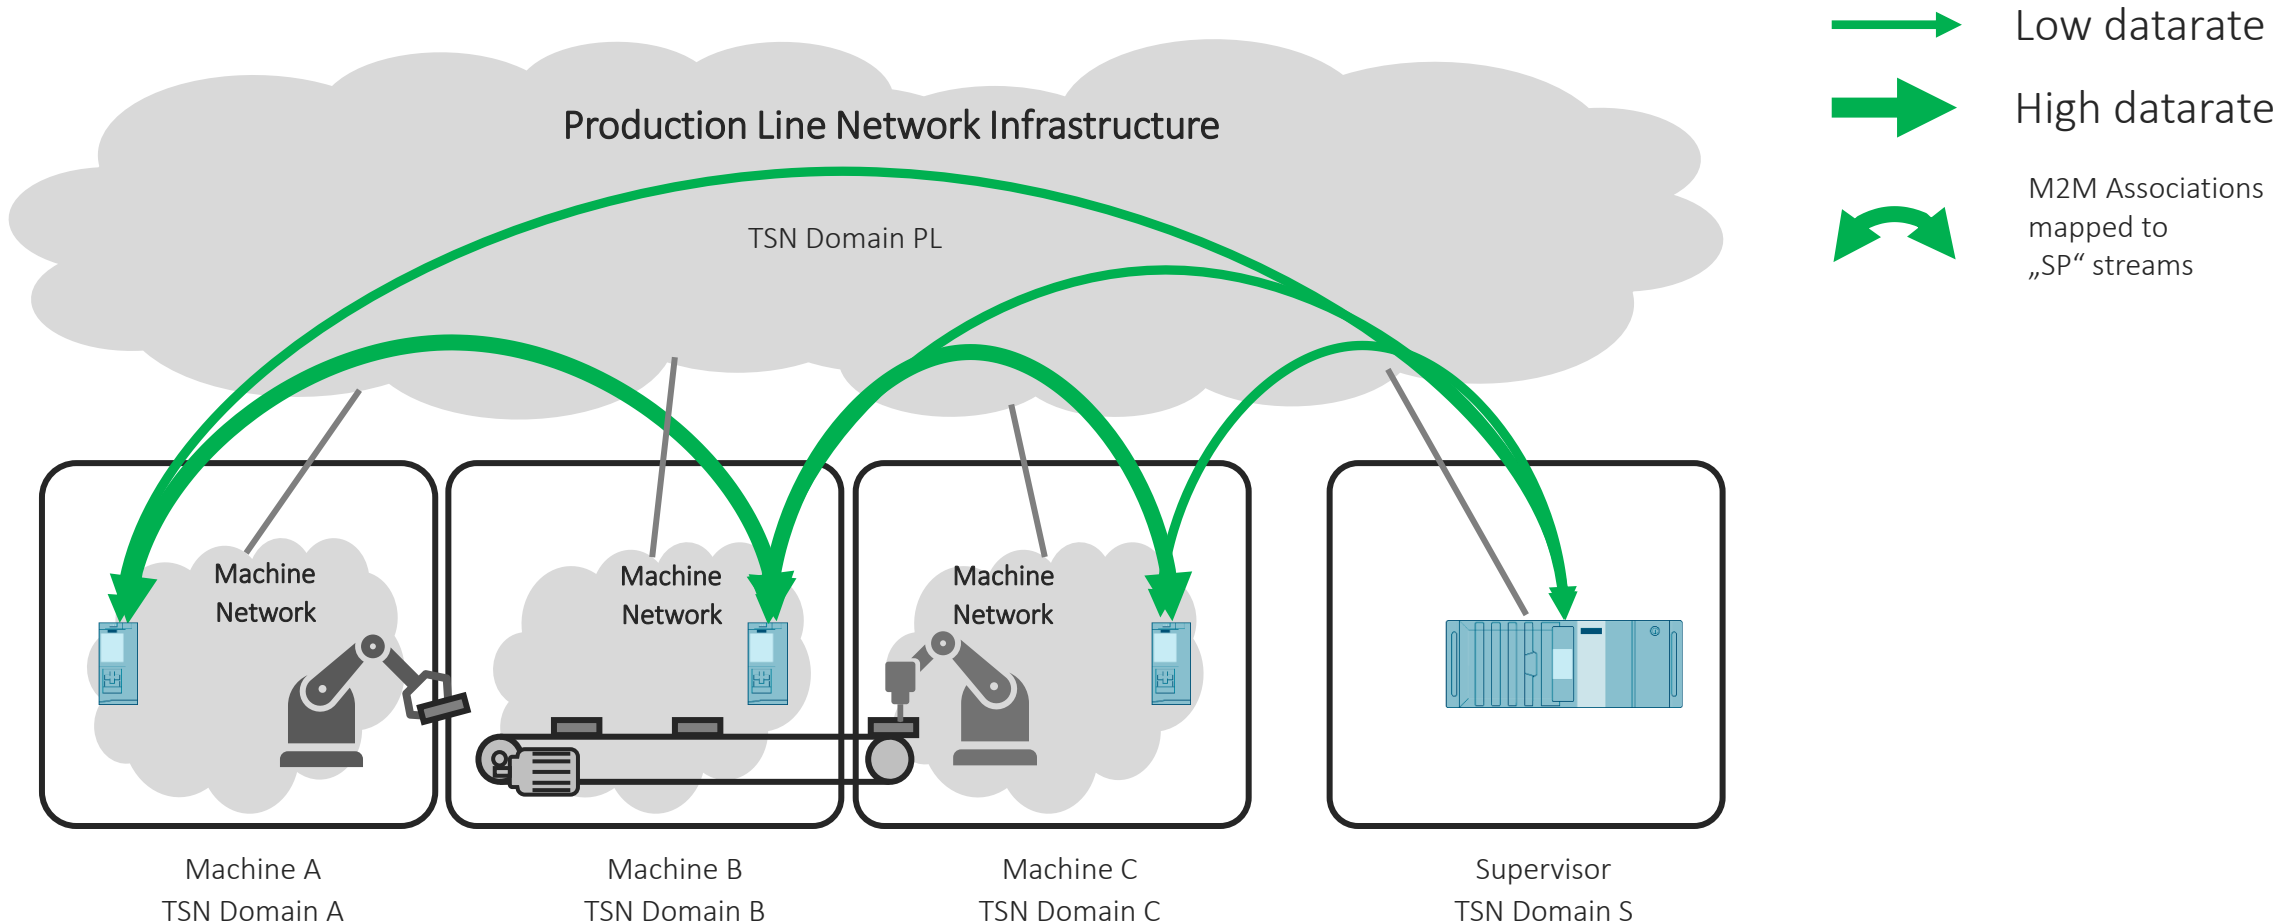 Low datarate
High datarate
M2M Associations
mapped to
„SP“ streams
Production Line Network Infrastructure
TSN Domain PL
Machine
Network
Machine
Network
Machine
Network
Machine A
TSN Domain A
Machine B
TSN Domain B
Machine C
TSN Domain C
Supervisor
TSN Domain S